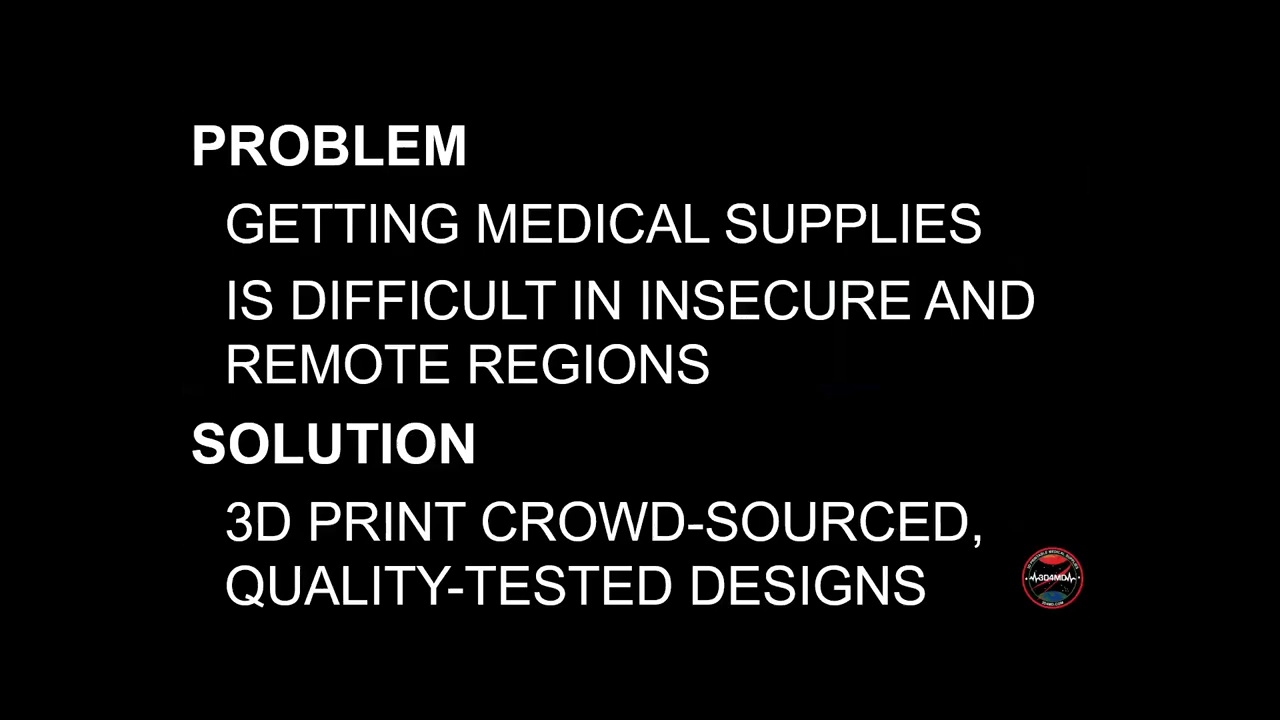 PROBLEM
GETTING MEDICAL SUPPLIES
IS DIFFICULT IN INSECURE AND
REMOTE REGIONS
SOLUTION
3D PRINT CROWD-SOURCED,
QUALITY-TESTED DESIGNS
3D4MD